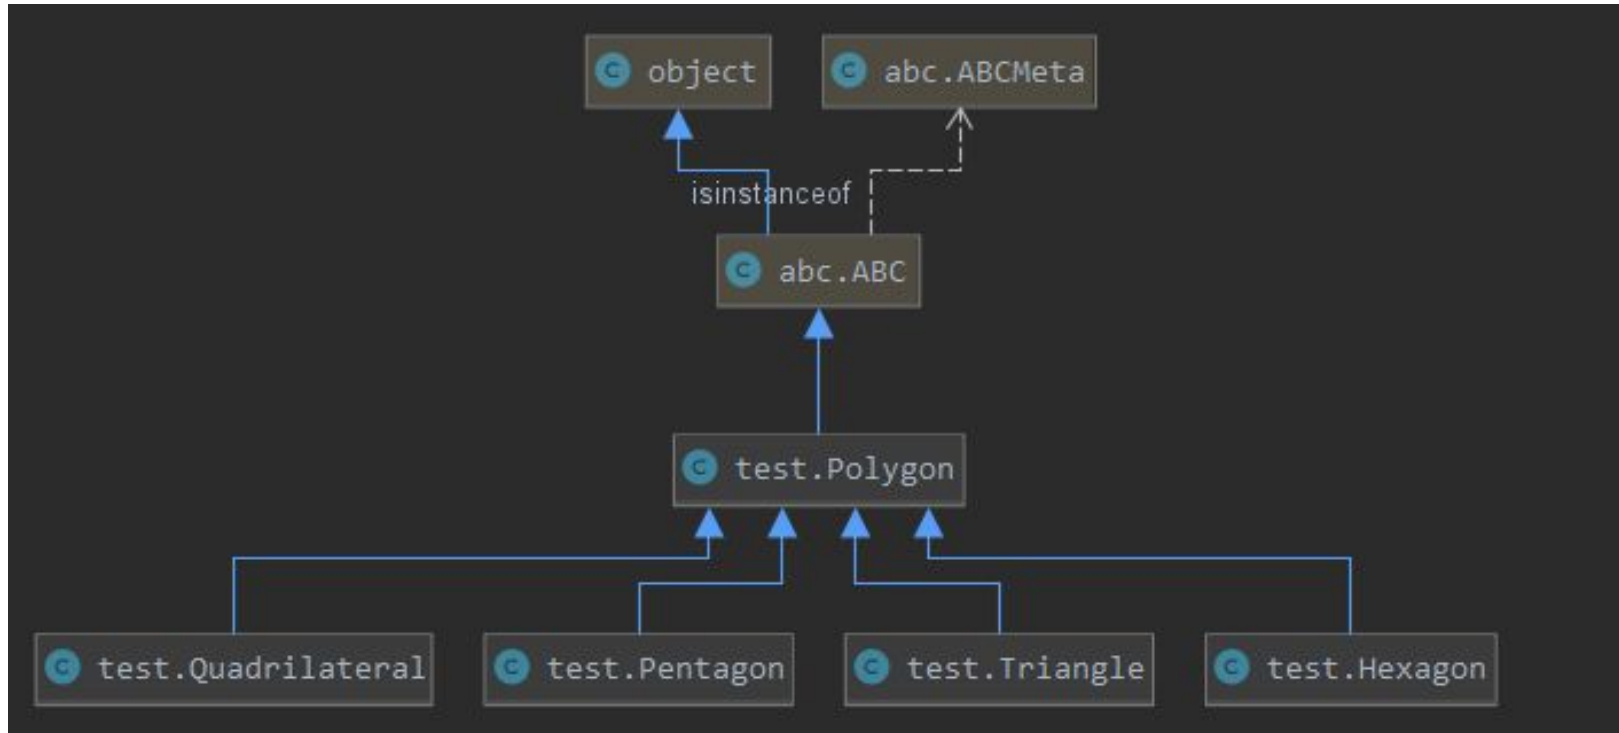 C object
C abc.ABCMeta
isinstanceof
C abc.ABC
C test.Polygon
C test.Quadrilateral
C test.Pentagon
C test.Triangle
C test.Hexagon